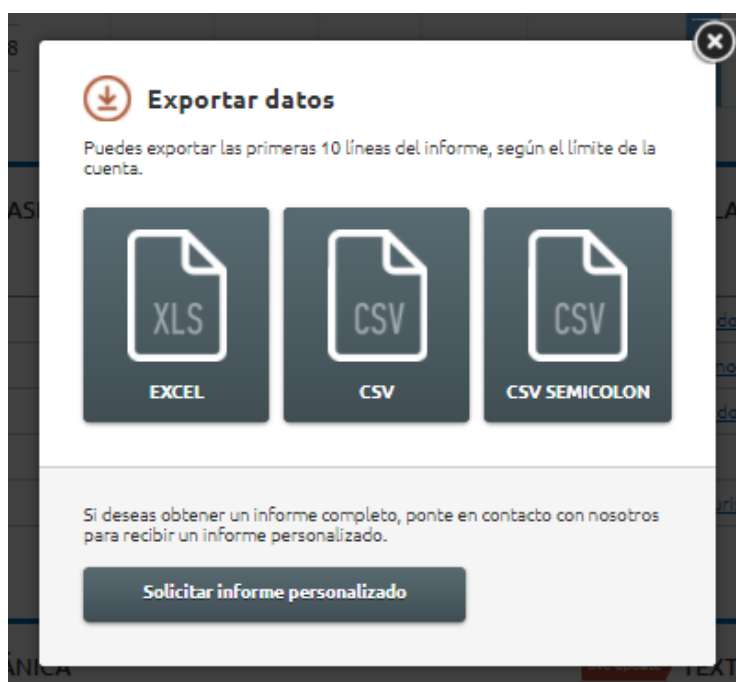 8
Exportar datos
Puedes exportar las primeras 10 líneas del informe, según el límite de la
cuenta.
XLS
CSV
CSV
EXCEL
CSV
CSV SEMICOLON
Si deseas obtener un informe completo, ponte en contacto con nosotros
para recibir un informe personalizado.
Solicitar informe personalizado